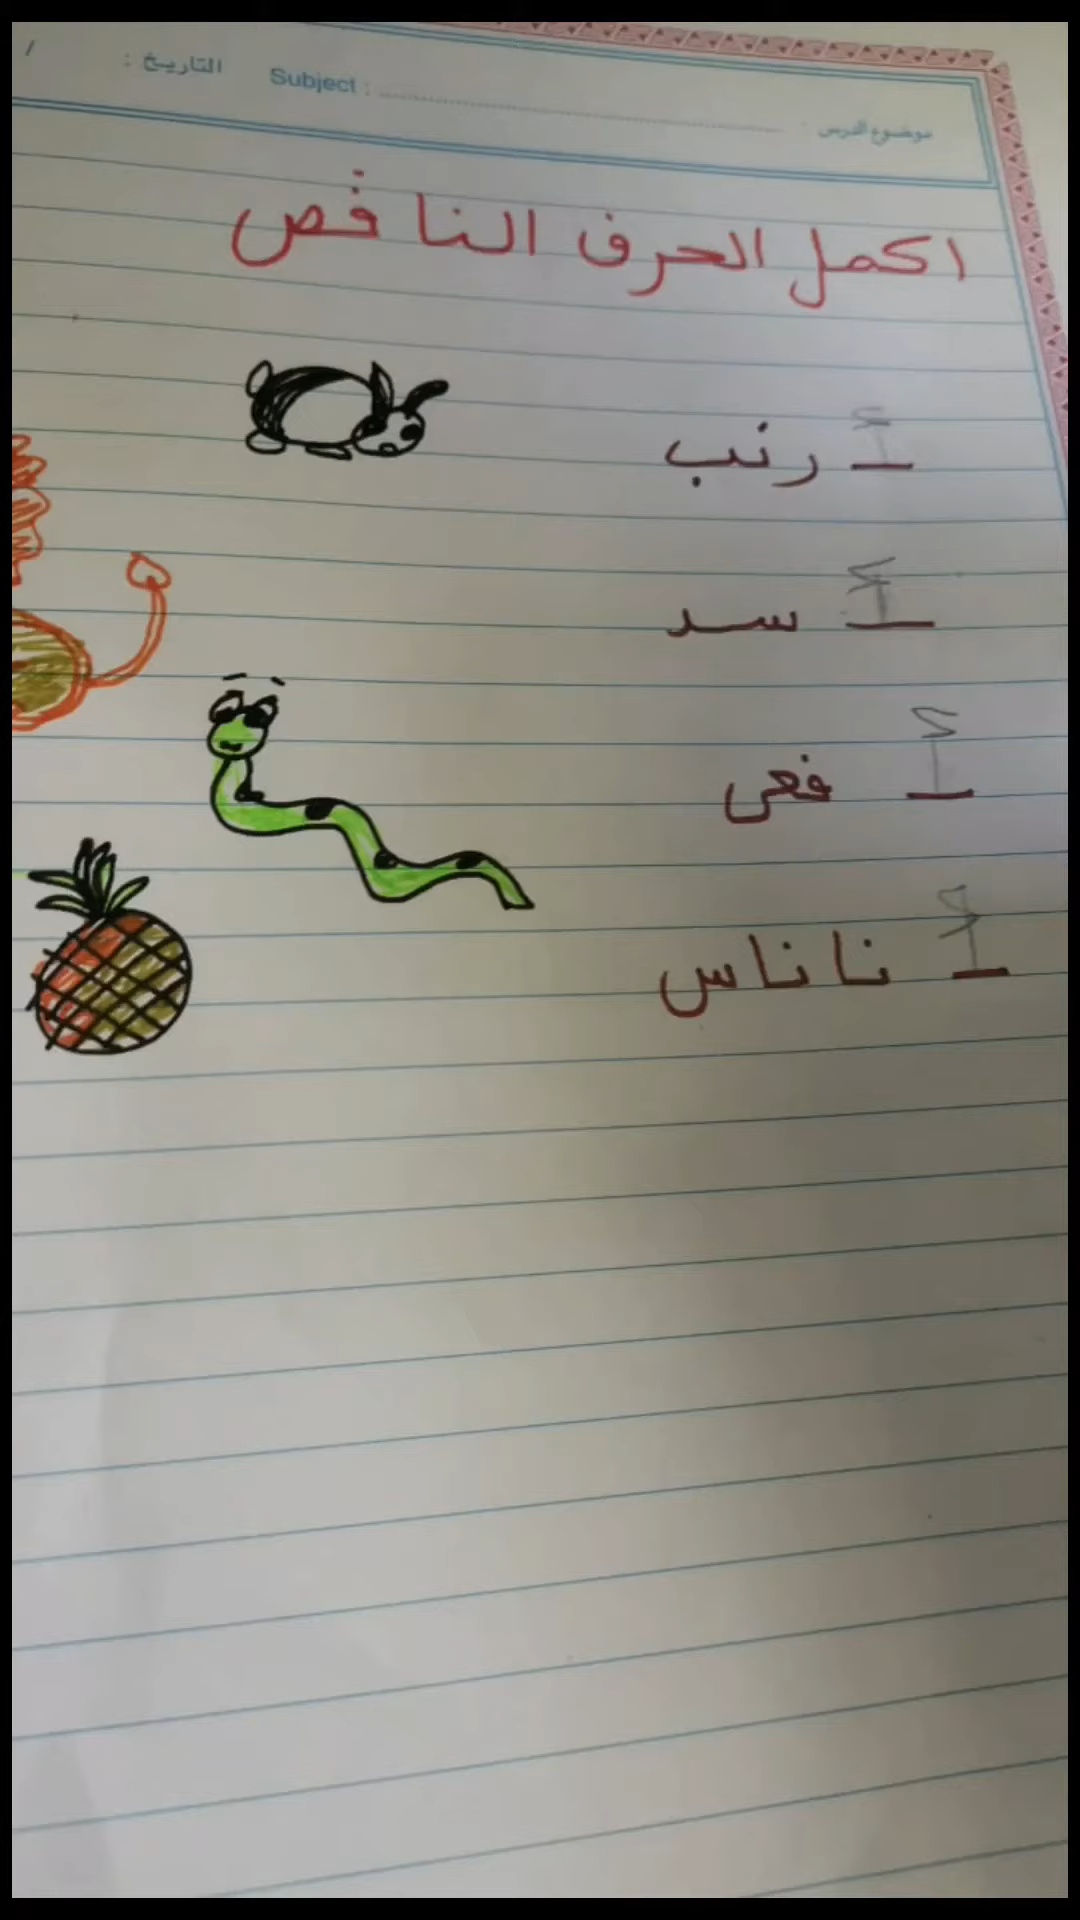 موضوع الدرس : Subject : التاريخ : /
اكمل الحرف الناقص
أ رنب
أ سد
أ فعى
أ ناناس